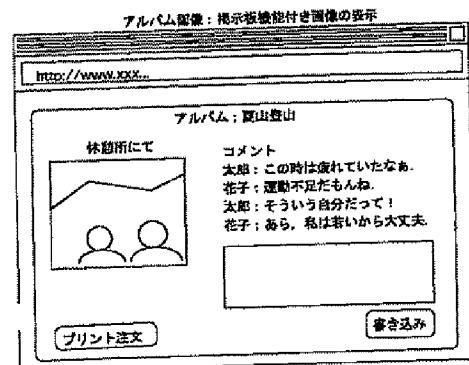 アルバム画像：掲示板機能付き画像の表示
http://www.xxx...
アルバム：夏山登山
休憩所にて
コメント
太郎：この時は疲れていたなぁ.
花子：運動不足だもんね.
太郎：そういう自分だって！
花子：あら，私は若いから大丈夫.
プリント注文
書き込み